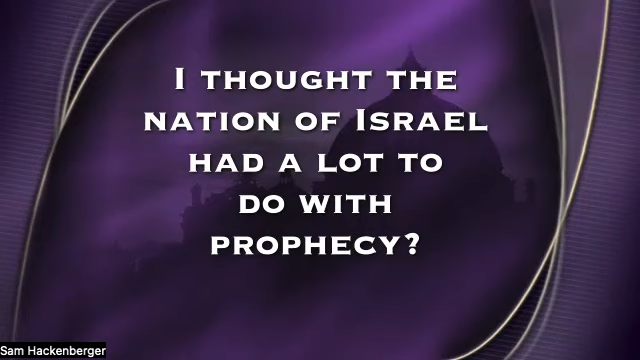 I THOUGHT THE
NATION OF ISRAEL
HAD A LOT TO
DO WITH
PROPHECY?
Sam Hackenberger